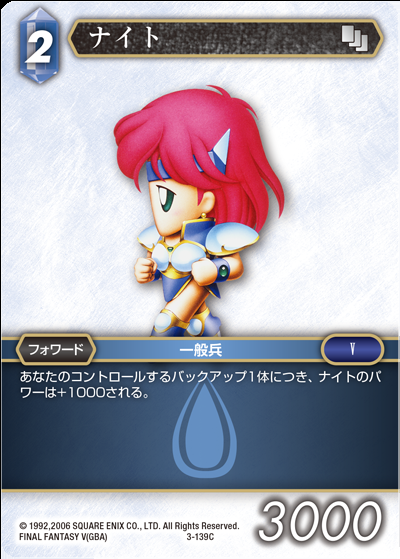 2
ナイト
フォワード
一般兵
V
あなたのコントロールするバックアップ1体につき、ナイトのパ
ワーは+1000される。
© 1992,2006 SQUARE ENIX CO., LTD. All Rights Reserved.
FINAL FANTASY V(GBA)
3-139C
3000